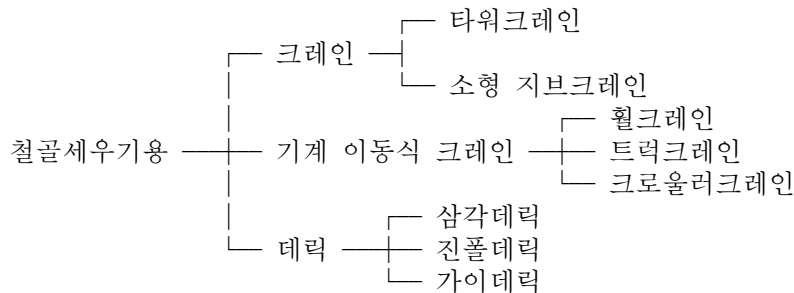 타워크레인
크레인
소형 지브크레인
휠크레인
철골세우기용 기계 이동식 크레인 트럭크레인
크로울러크레인
삼각데릭
데릭 진폴데릭
가이데릭